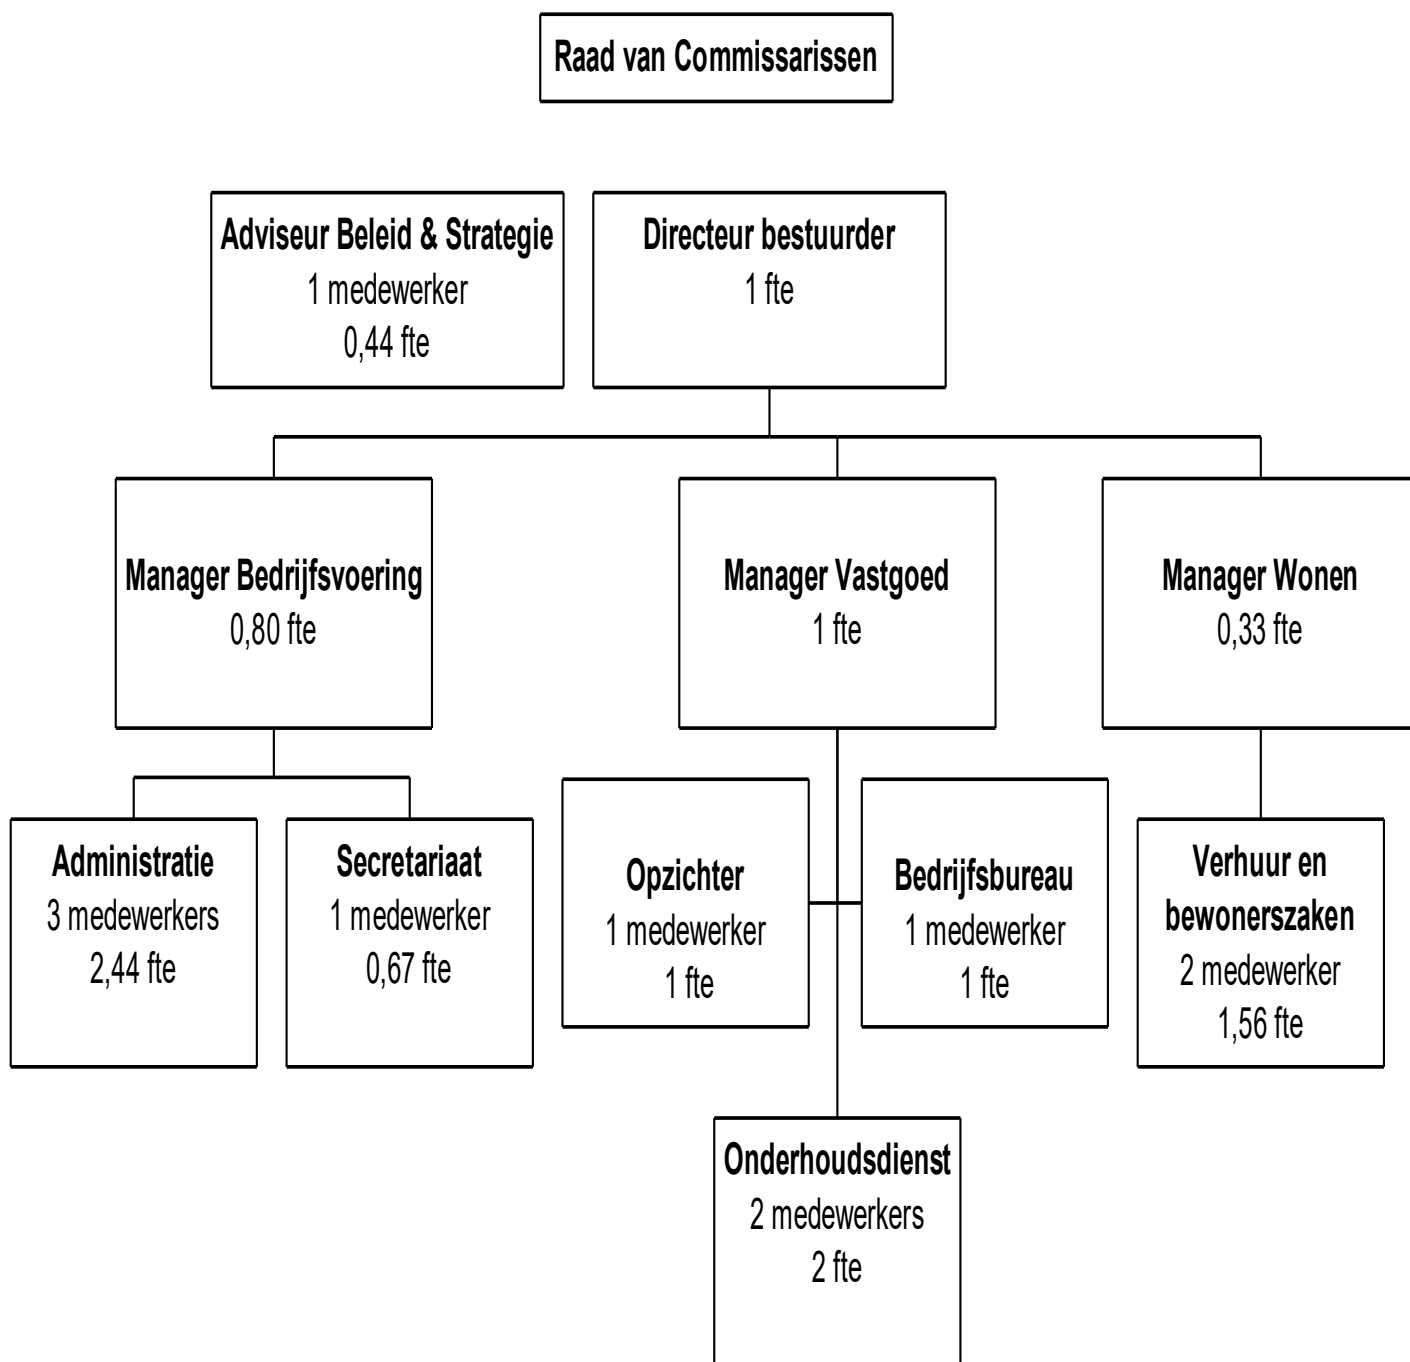 Raad van Commissarissen
Adviseur Beleid & Strategie
1 medewerker
0,44 fte
Directeur bestuurder
1 fte
Manager Bedrijfsvoering
0,80 fte
Manager Vastgoed
1 fte
Manager Wonen
0,33 fte
Administratie
3 medewerkers
2,44 fte
Secretariaat
1 medewerker
0,67 fte
Opzichter
1 medewerker
1 fte
Bedrijfsbureau
1 medewerker
1 fte
Verhuur en
bewonerszaken
2 medewerker
1,56 fte
Onderhoudsdienst
2 medewerkers
2 fte